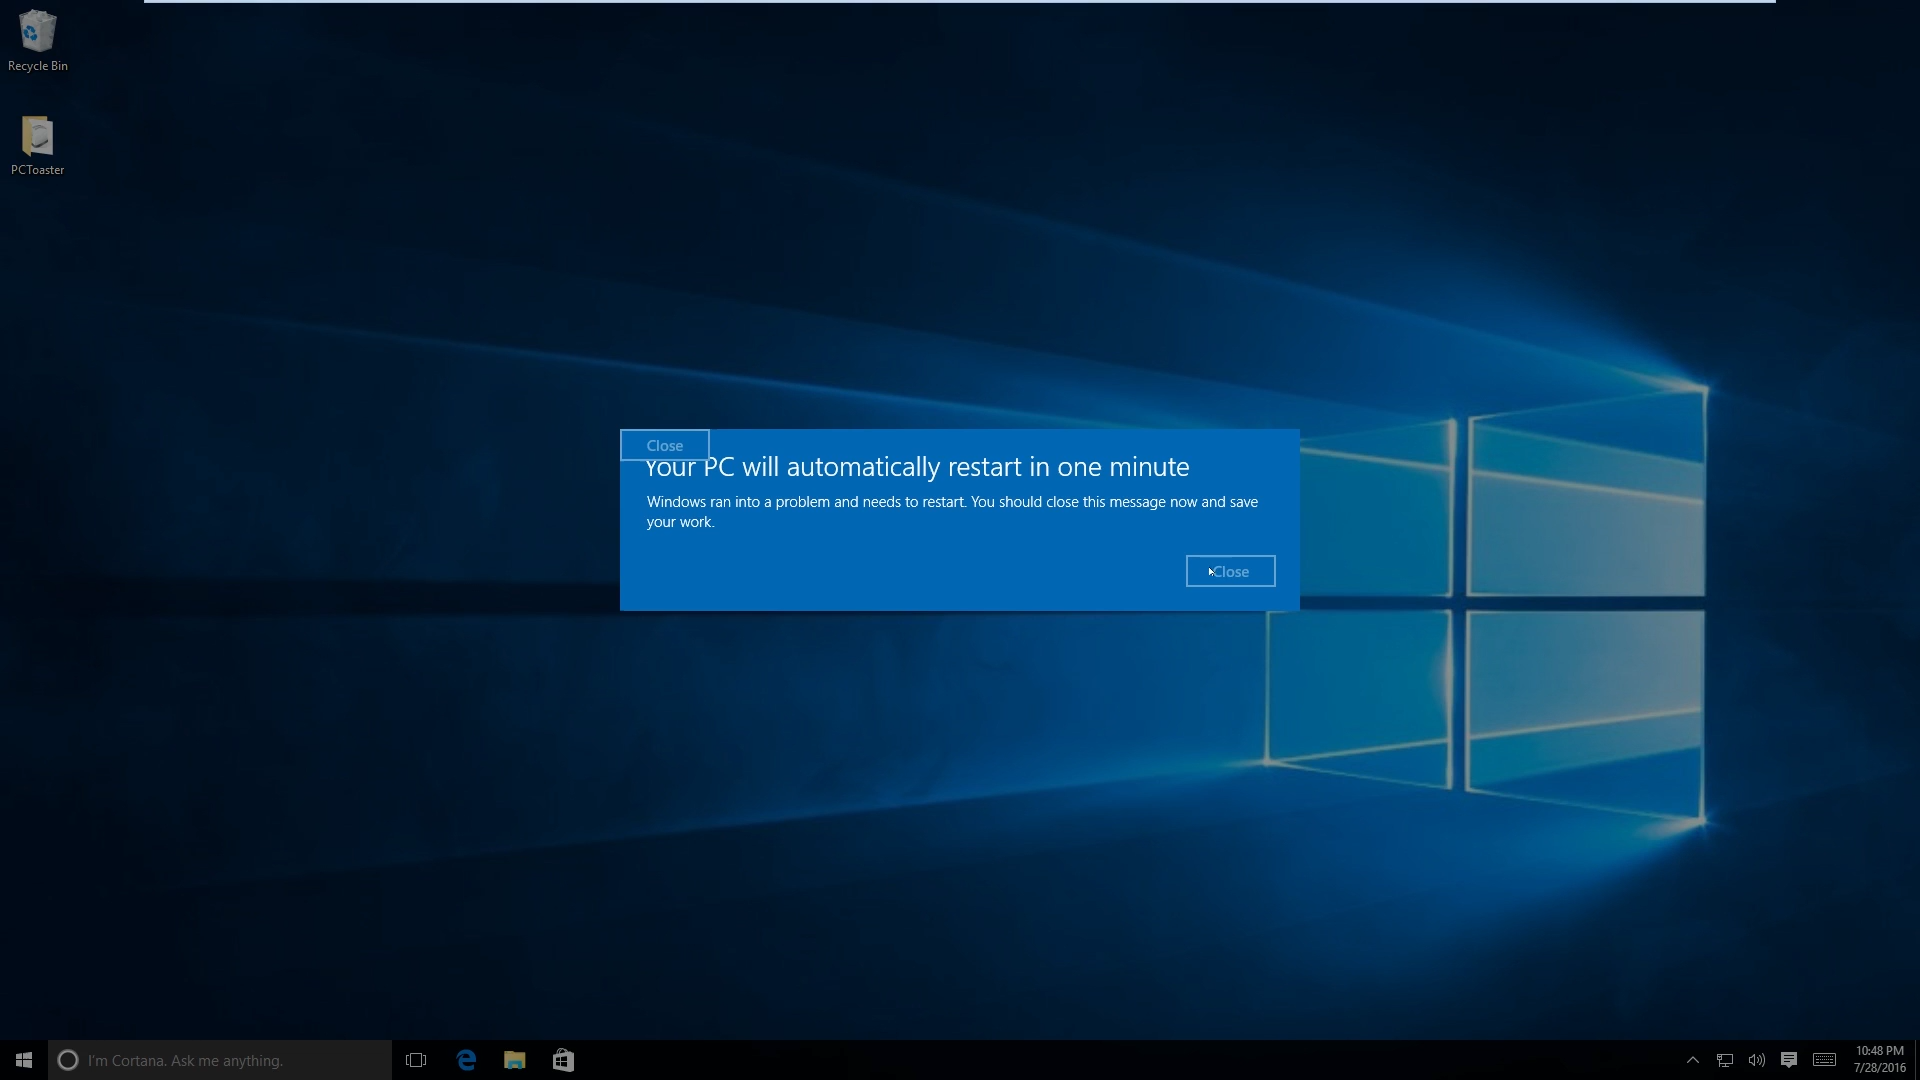 Recycle Bin
PCToaster
Close
Your PC will automatically restart in one minute
Windows ran into a problem and needs to restart. You should close this message now and save
your work.
Close
I'm Cortana. Ask me anything.
10:48 PM
7/28/2016